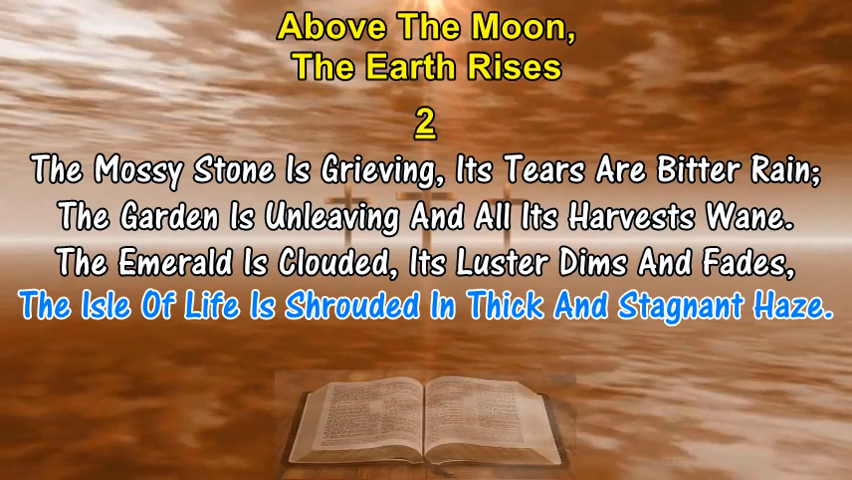 Above The Moon,
The Earth Rises
2
The Mossy Stone Is Grieving, Its Tears Are Bitter Rain;
The Garden Is Unleaving And All Its Harvests Wane.
The Emerald Is Clouded, Its Luster Dims And Fades,
The Isle Of Life Is Shrouded In Thick And Stagnant Haze.